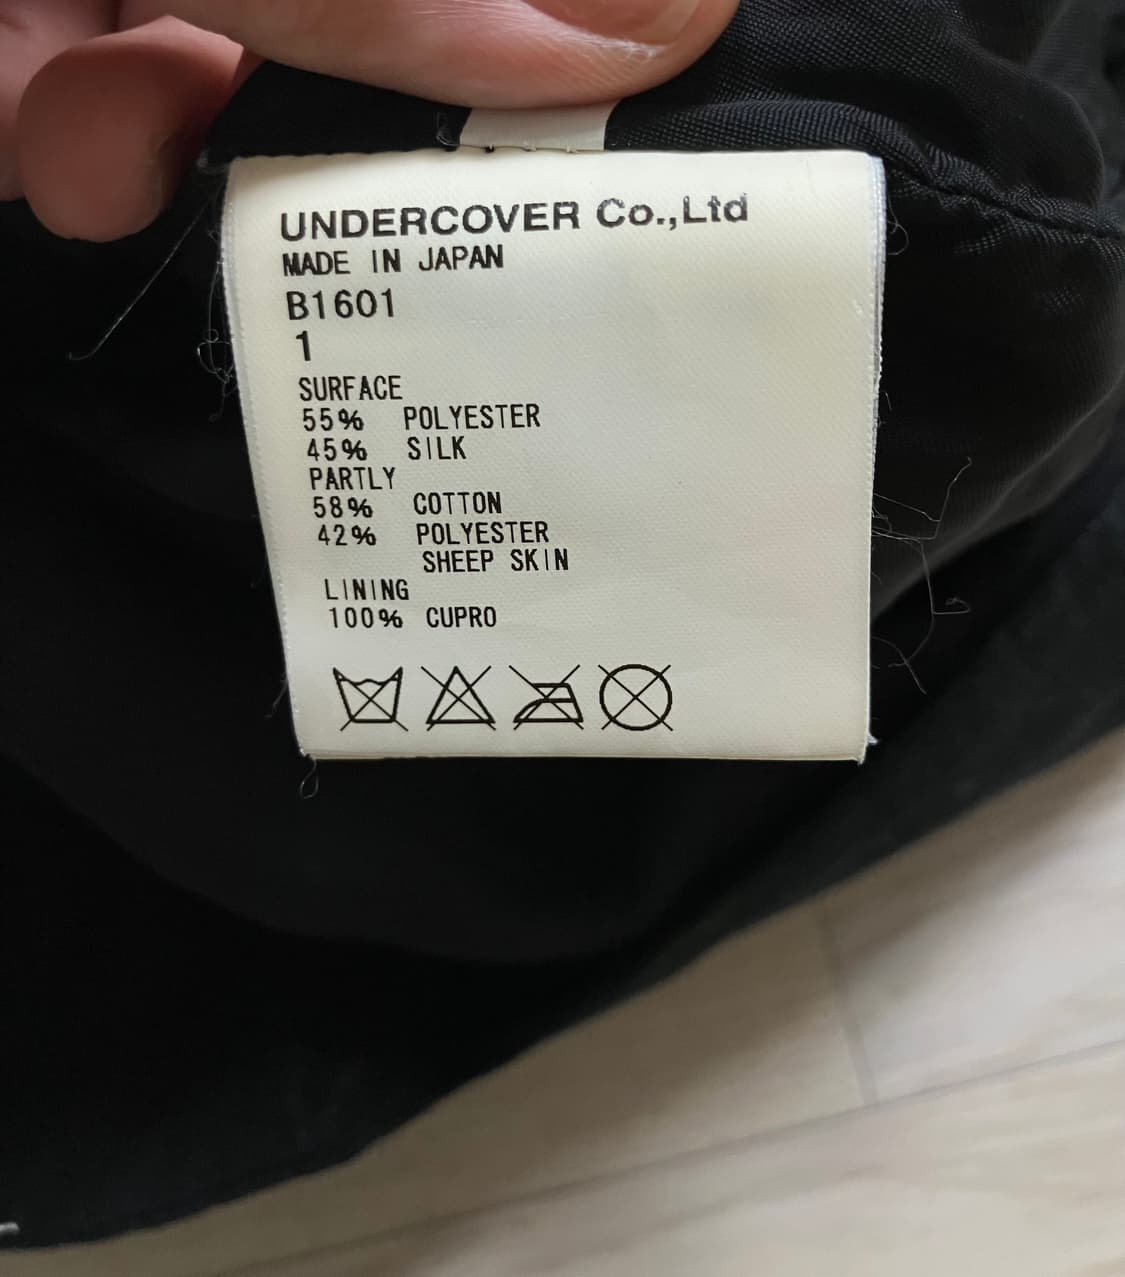 UNDERCOVER Co.,Ltd
MADE IN JAPAN
B1601
1
SURFACE
55% POLYESTER
45% SILK
PARTLY
58% COTTON
42% POLYESTER
SHEEP SKIN
LINING
100% CUPRO